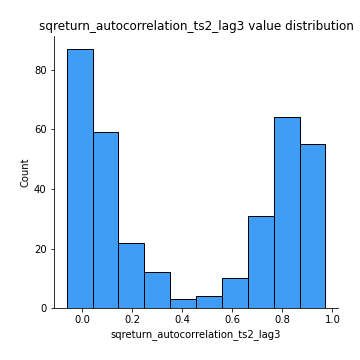 sqreturn_autocorrelation_ts2_lag3 value distribution
80
60
40
20
0
Count
0.0 0.2 0.4 0.6 0.8 1.0
sqreturn_autocorrelation_ts2_lag3